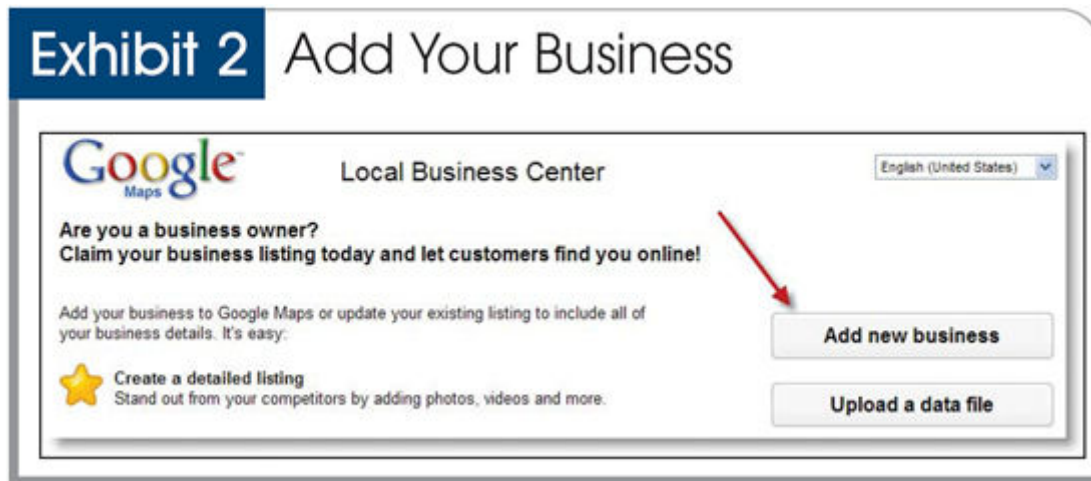 Exhibit 2 Add Your Business
Google Maps
Local Business Center
English (United States)
Are you a business owner?
Claim your business listing today and let customers find you online!
Add your business to Google Maps or update your existing listing to include all of
your business details. It's easy:
Add new business
Create a detailed listing
Stand out from your competitors by adding photos, videos and more.
Upload a data file